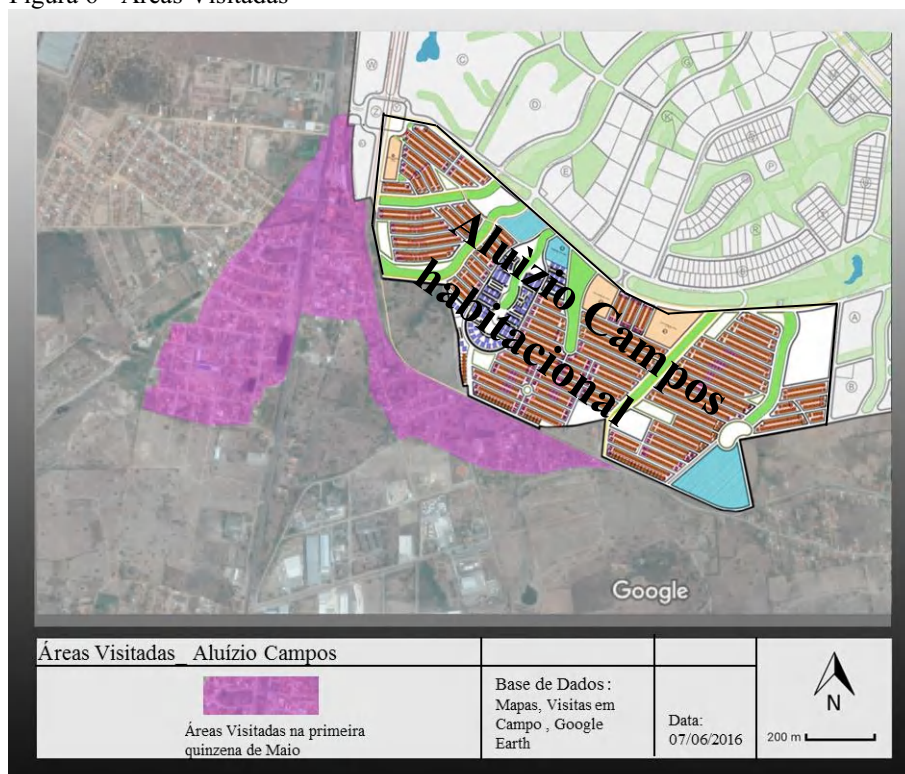 Figura 6 - Áreas Visitadas
W
C
Z
D
E
K
P
R
A
B
Aluízio Campos
habitacional
Google
Áreas Visitadas_ Aluízio Campos
Áreas Visitadas na primeira
quinzena de Maio
Base de Dados :
Mapas, Visitas em
Campo , Google
Earth
Data:
07/06/2016
N
200 m